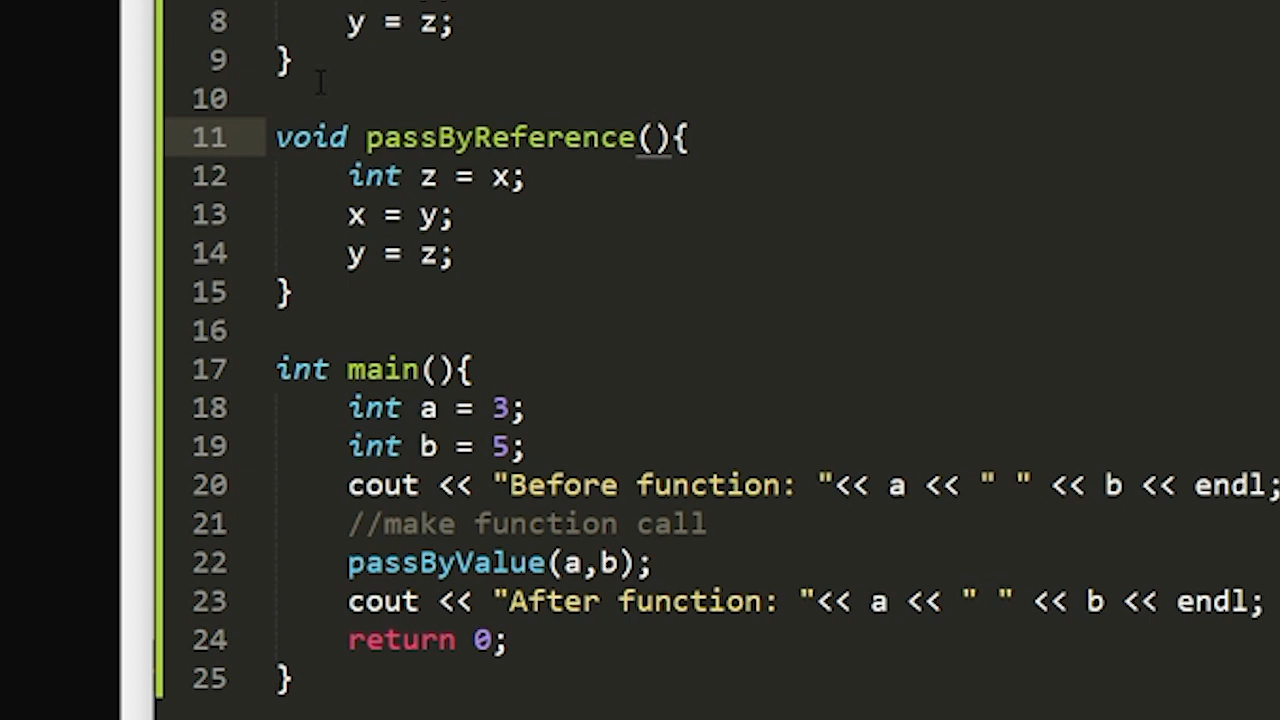 8 y = z;
9 }
10
11 void passByReference(){
12 int z = x;
13 x = y;
14 y = z;
15 }
16
17 int main(){
18 int a = 3;
19 int b = 5;
20 cout << "Before function: "<< a << " " << b << endl;
21 //make function call
22 passByValue(a,b);
23 cout << "After function: "<< a << " " << b << endl;
24 return 0;
25 }